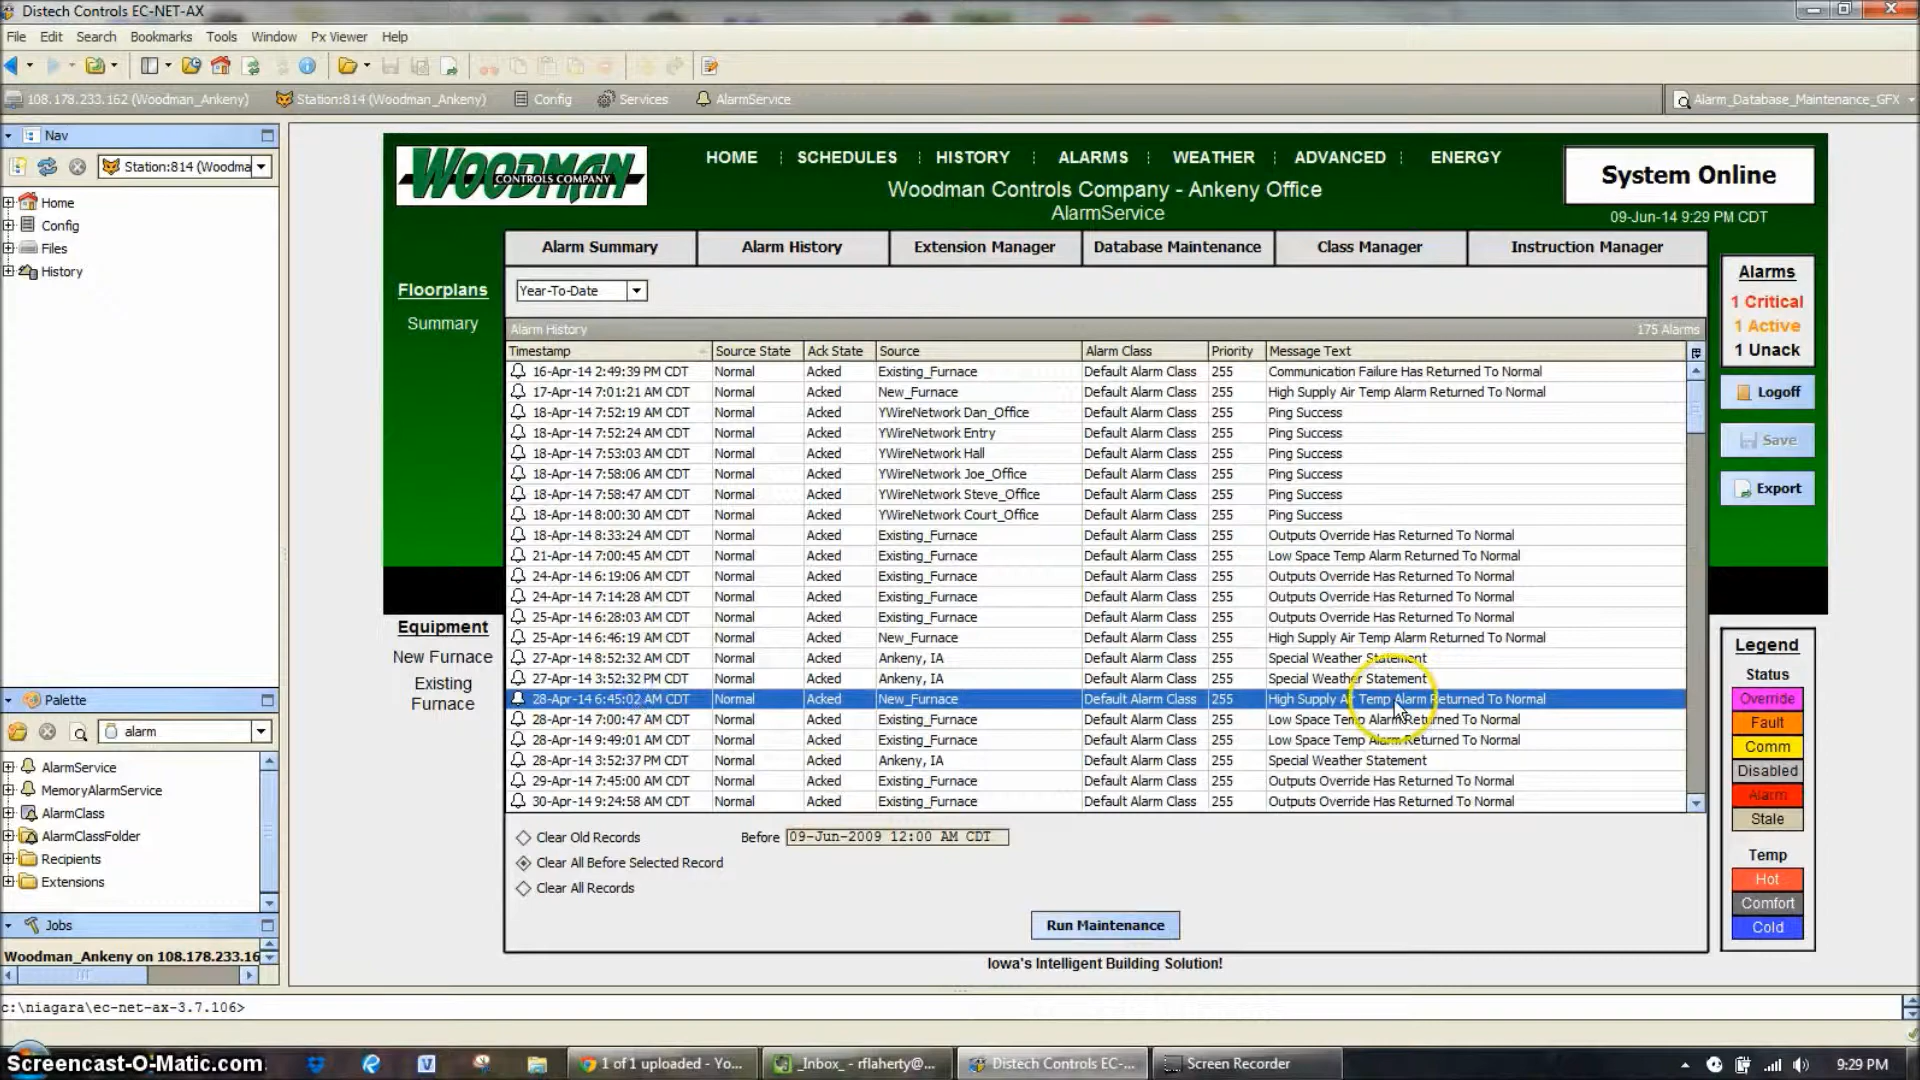 Distech Controls EC-NET-AX
File Edit Search Bookmarks Tools Window Px Viewer Help
108.178.233.162 (Woodman_Ankeny) Station:814 (Woodman_Ankeny) Config Services AlarmService Alarm_Database_Maintenance_GFX
Nav
Station:814 (Woodma
Home
Config
Files
History
Palette
alarm
AlarmService
MemoryAlarmService
AlarmClass
AlarmClassFolder
Recipients
Extensions
Jobs
Woodman_Ankeny on 108.178.233.16
WOODMAN
CONTROLS COMPANY
HOME SCHEDULES HISTORY ALARMS WEATHER ADVANCED ENERGY
Woodman Controls Company - Ankeny Office
AlarmService
System Online
09-Jun-14 9:29 PM CDT
Alarm Summary Alarm History Extension Manager Database Maintenance Class Manager Instruction Manager
Floorplans
Summary
Equipment
New Furnace
Existing
Furnace
Year-To-Date
Alarm History 175 Alarms
Timestamp Source State Ack State Source Alarm Class Priority Message Text
16-Apr-14 2:49:39 PM CDT Normal Acked Existing_Furnace Default Alarm Class 255 Communication Failure Has Returned To Normal
17-Apr-14 7:01:21 AM CDT Normal Acked New_Furnace Default Alarm Class 255 High Supply Air Temp Alarm Returned To Normal
18-Apr-14 7:52:19 AM CDT Normal Acked YWireNetwork Dan_Office Default Alarm Class 255 Ping Success
18-Apr-14 7:52:24 AM CDT Normal Acked YWireNetwork Entry Default Alarm Class 255 Ping Success
18-Apr-14 7:53:03 AM CDT Normal Acked YWireNetwork Hall Default Alarm Class 255 Ping Success
18-Apr-14 7:58:06 AM CDT Normal Acked YWireNetwork Joe_Office Default Alarm Class 255 Ping Success
18-Apr-14 7:58:47 AM CDT Normal Acked YWireNetwork Steve_Office Default Alarm Class 255 Ping Success
18-Apr-14 8:00:30 AM CDT Normal Acked YWireNetwork Court_Office Default Alarm Class 255 Ping Success
18-Apr-14 8:33:24 AM CDT Normal Acked Existing_Furnace Default Alarm Class 255 Outputs Override Has Returned To Normal
21-Apr-14 7:00:45 AM CDT Normal Acked Existing_Furnace Default Alarm Class 255 Low Space Temp Alarm Returned To Normal
24-Apr-14 6:19:06 AM CDT Normal Acked Existing_Furnace Default Alarm Class 255 Outputs Override Has Returned To Normal
24-Apr-14 7:14:28 AM CDT Normal Acked Existing_Furnace Default Alarm Class 255 Outputs Override Has Returned To Normal
25-Apr-14 6:28:03 AM CDT Normal Acked Existing_Furnace Default Alarm Class 255 Outputs Override Has Returned To Normal
25-Apr-14 6:46:19 AM CDT Normal Acked New_Furnace Default Alarm Class 255 High Supply Air Temp Alarm Returned To Normal
27-Apr-14 8:52:32 AM CDT Normal Acked Ankeny, IA Default Alarm Class 255 Special Weather Statement
27-Apr-14 3:52:32 PM CDT Normal Acked Ankeny, IA Default Alarm Class 255 Special Weather Statement
28-Apr-14 6:45:02 AM CDT Normal Acked New_Furnace Default Alarm Class 255 High Supply Air Temp Alarm Returned To Normal
28-Apr-14 7:00:47 AM CDT Normal Acked Existing_Furnace Default Alarm Class 255 Low Space Temp Alarm Returned To Normal
28-Apr-14 9:49:01 AM CDT Normal Acked Existing_Furnace Default Alarm Class 255 Low Space Temp Alarm Returned To Normal
28-Apr-14 3:52:37 PM CDT Normal Acked Ankeny, IA Default Alarm Class 255 Special Weather Statement
29-Apr-14 7:45:00 AM CDT Normal Acked Existing_Furnace Default Alarm Class 255 Outputs Override Has Returned To Normal
30-Apr-14 9:24:58 AM CDT Normal Acked Existing_Furnace Default Alarm Class 255 Outputs Override Has Returned To Normal
Clear Old Records Before 09-Jun-2009 12:00 AM CDT
Clear All Before Selected Record
Clear All Records
Run Maintenance
Iowa's Intelligent Building Solution!
Alarms
1 Critical
1 Active
1 Unack
Logoff
Save
Export
Legend
Status
Override
Fault
Comm
Disabled
Alarm
Stale
Temp
Hot
Comfort
Cold
c:\niagara\ec-net-ax-3.7.106>
Screencast-O-Matic.com 1 of 1 uploaded - Yo... _Inbox_ - rflaherty@... Distech Controls EC-... Screen Recorder 9:29 PM